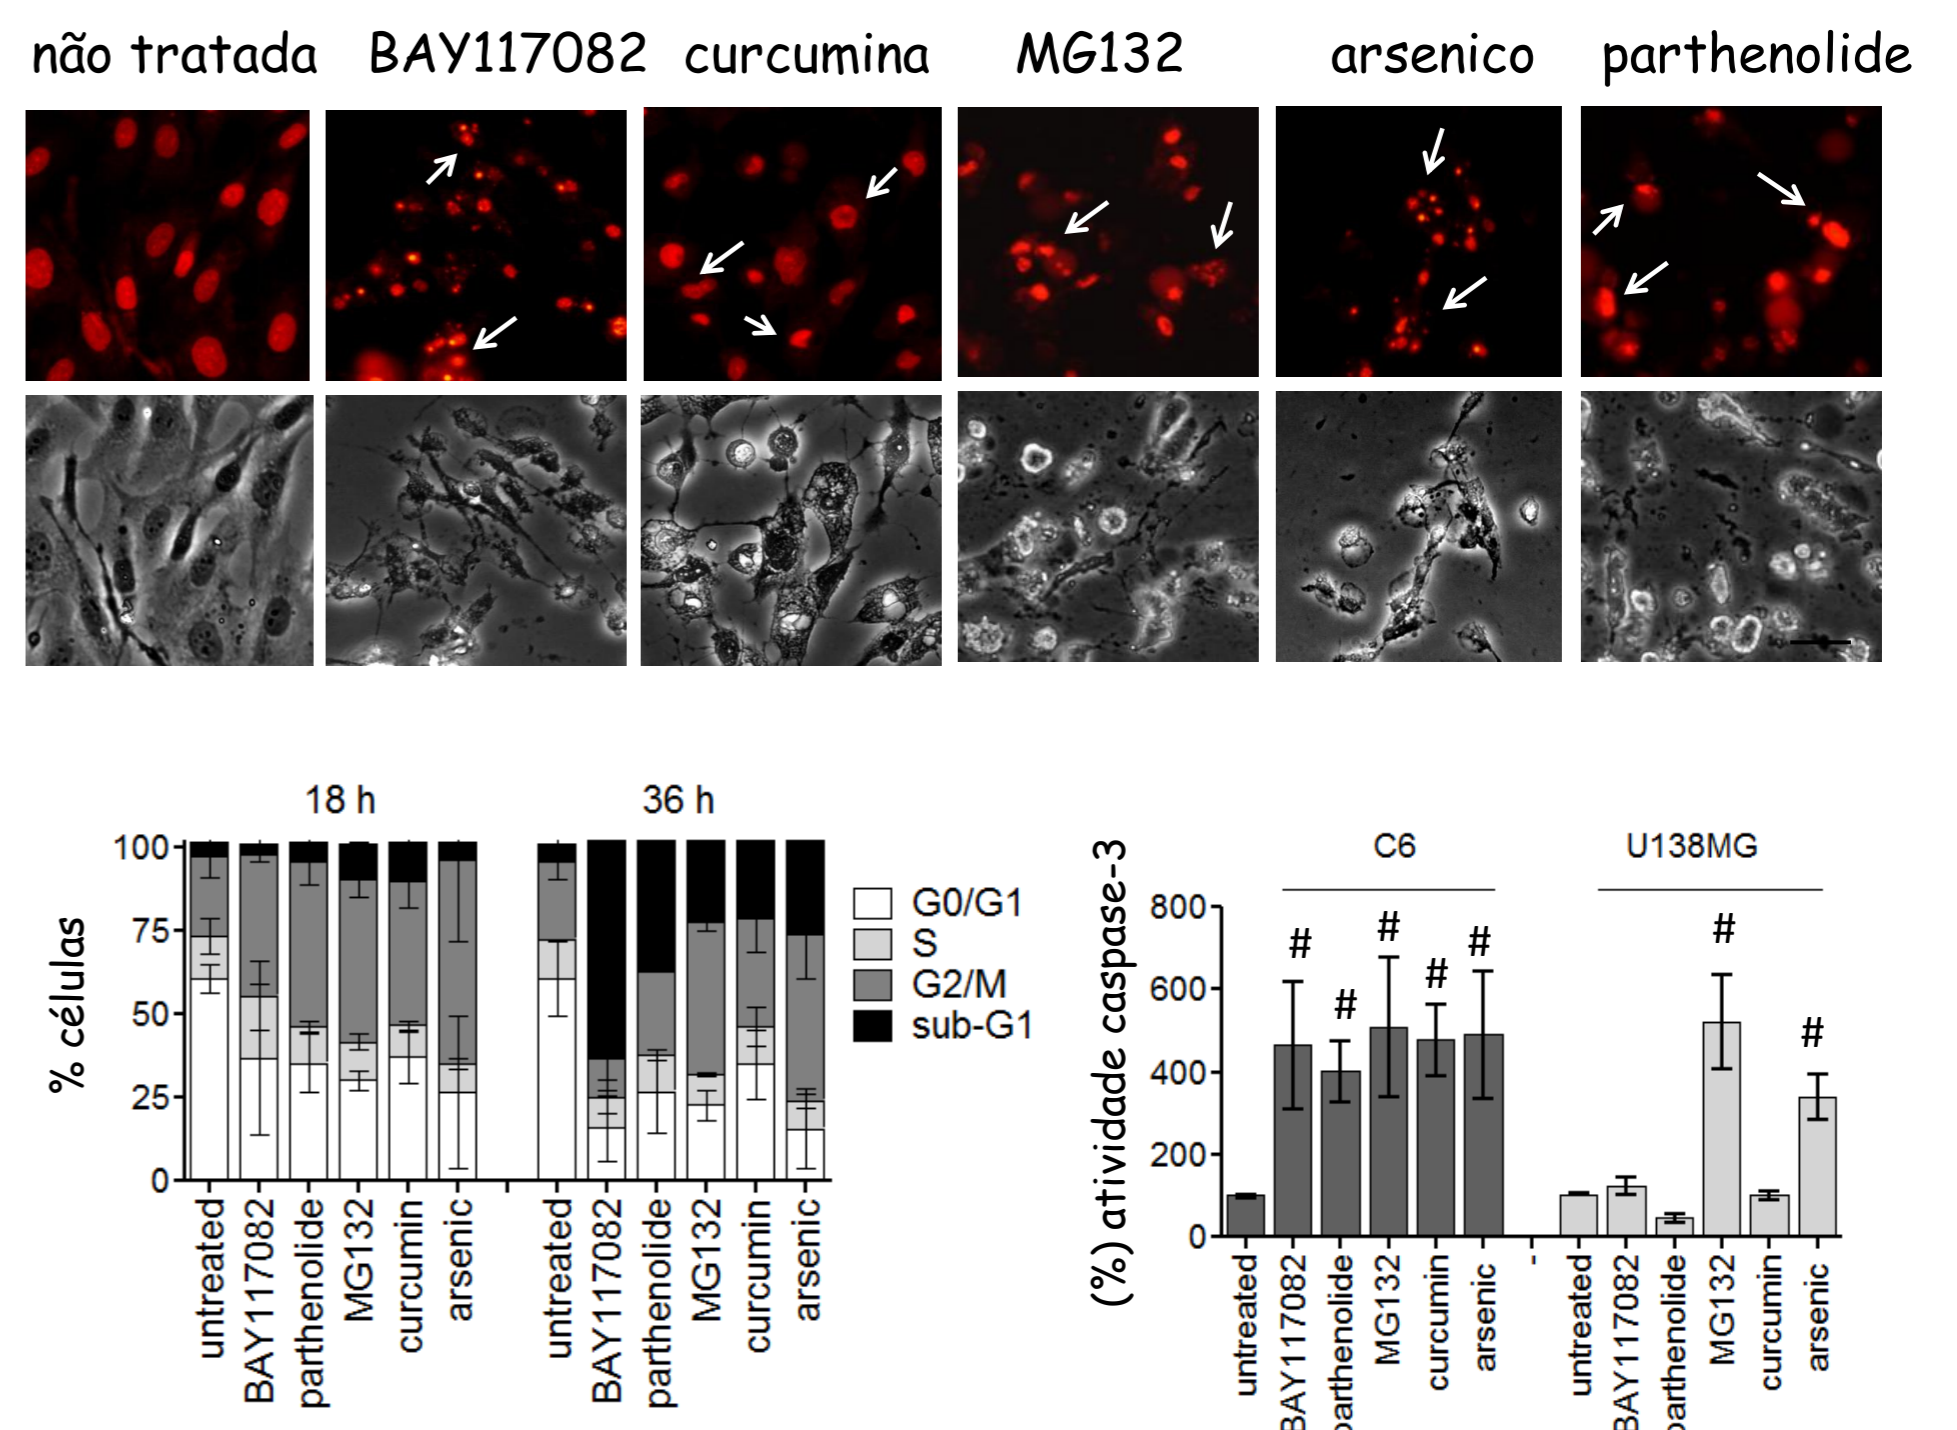 não tratada BAY117082 curcumina MG132 arsenico parthenolide
18 h 36 h
% células
100
75
50
25
0
G0/G1
S
G2/M
sub-G1
untreated
BAY117082
parthenolide
MG132
curcumin
arsenic
untreated
BAY117082
parthenolide
MG132
curcumin
arsenic
(%) atividade caspase-3
C6 U138MG
800
600
400
200
0
# # # # # # #
untreated
BAY117082
parthenolide
MG132
curcumin
arsenic
-
untreated
BAY117082
parthenolide
MG132
curcumin
arsenic